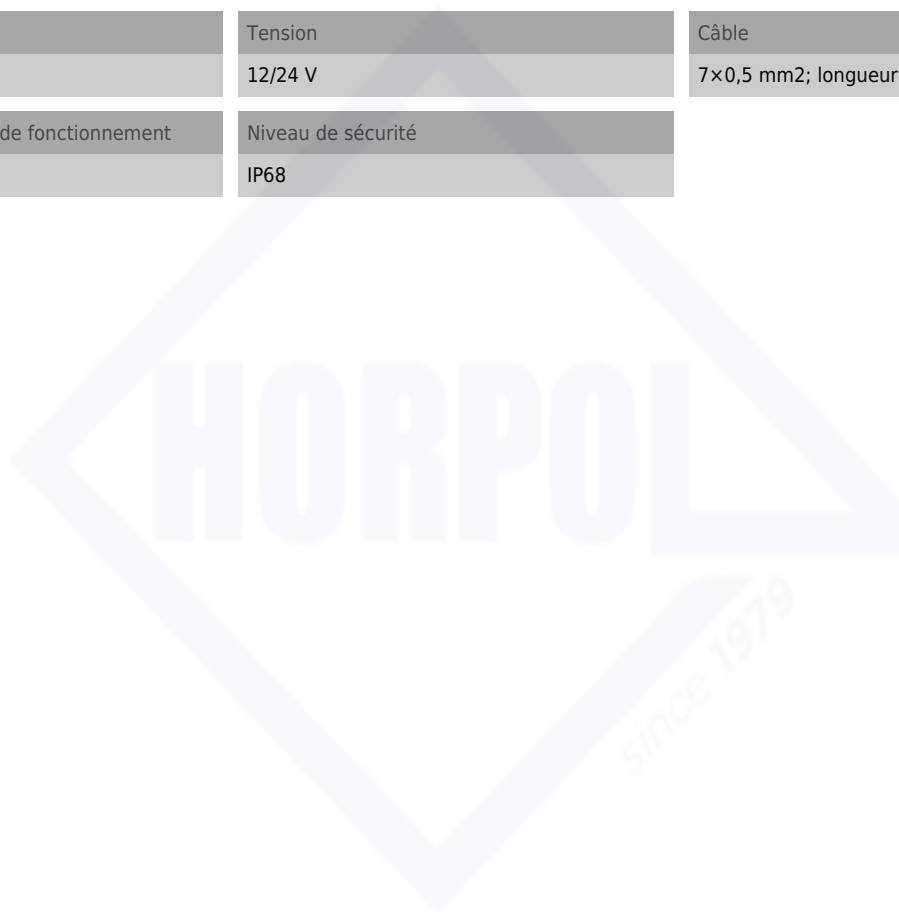 Tension
Câble
12/24 V
7×0,5 mm2; longueur
de fonctionnement
Niveau de sécurité
IP68
HORPOL
since 1979